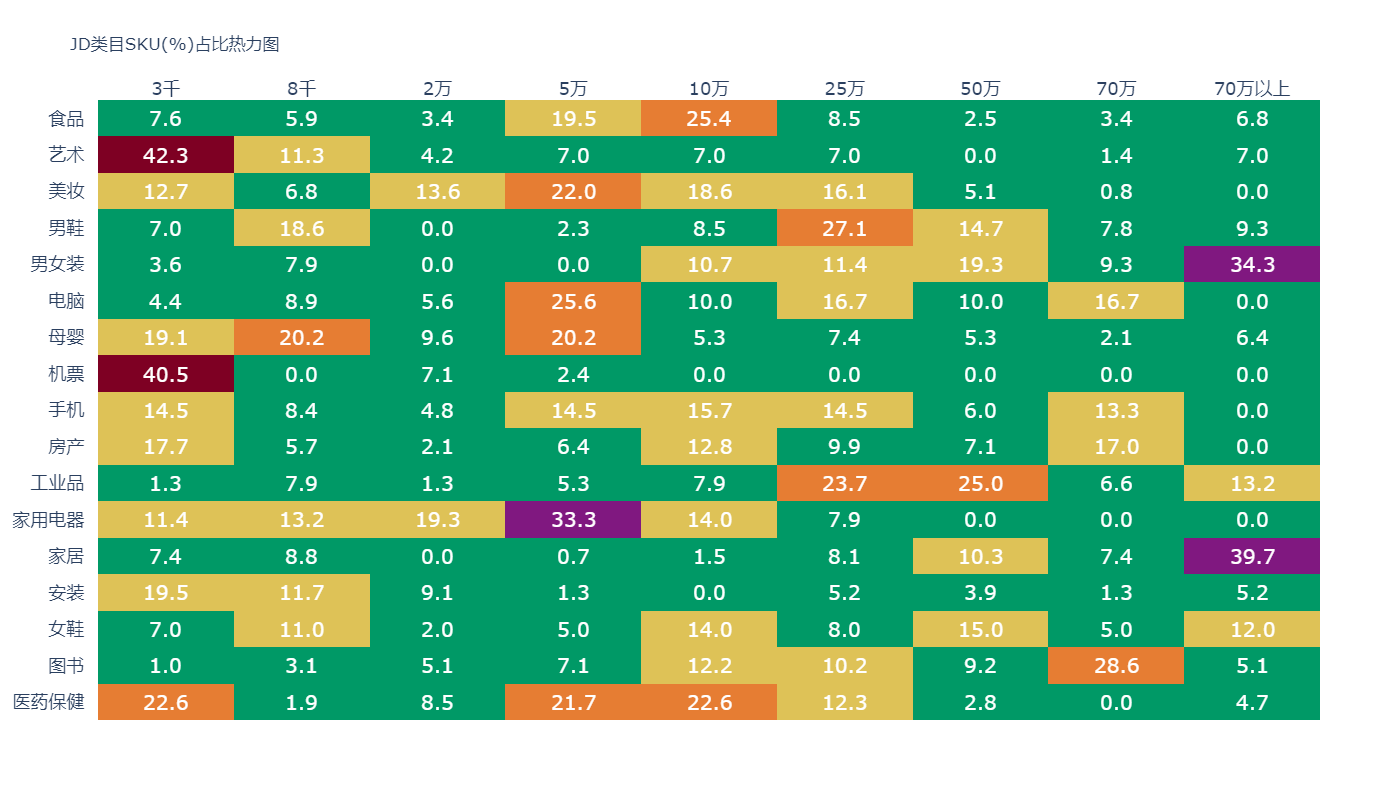 JD类目SKU(%)占比热力图
3千 8千 2万 5万 10万 25万 50万 70万 70万以上
食品 7.6 5.9 3.4 19.5 25.4 8.5 2.5 3.4 6.8
艺术 42.3 11.3 4.2 7.0 7.0 7.0 0.0 1.4 7.0
美妆 12.7 6.8 13.6 22.0 18.6 16.1 5.1 0.8 0.0
男鞋 7.0 18.6 0.0 2.3 8.5 27.1 14.7 7.8 9.3
男女装 3.6 7.9 0.0 0.0 10.7 11.4 19.3 9.3 34.3
电脑 4.4 8.9 5.6 25.6 10.0 16.7 10.0 16.7 0.0
母婴 19.1 20.2 9.6 20.2 5.3 7.4 5.3 2.1 6.4
机票 40.5 0.0 7.1 2.4 0.0 0.0 0.0 0.0 0.0
手机 14.5 8.4 4.8 14.5 15.7 14.5 6.0 13.3 0.0
房产 17.7 5.7 2.1 6.4 12.8 9.9 7.1 17.0 0.0
工业品 1.3 7.9 1.3 5.3 7.9 23.7 25.0 6.6 13.2
家用电器 11.4 13.2 19.3 33.3 14.0 7.9 0.0 0.0 0.0
家居 7.4 8.8 0.0 0.7 1.5 8.1 10.3 7.4 39.7
安装 19.5 11.7 9.1 1.3 0.0 5.2 3.9 1.3 5.2
女鞋 7.0 11.0 2.0 5.0 14.0 8.0 15.0 5.0 12.0
图书 1.0 3.1 5.1 7.1 12.2 10.2 9.2 28.6 5.1
医药保健 22.6 1.9 8.5 21.7 22.6 12.3 2.8 0.0 4.7